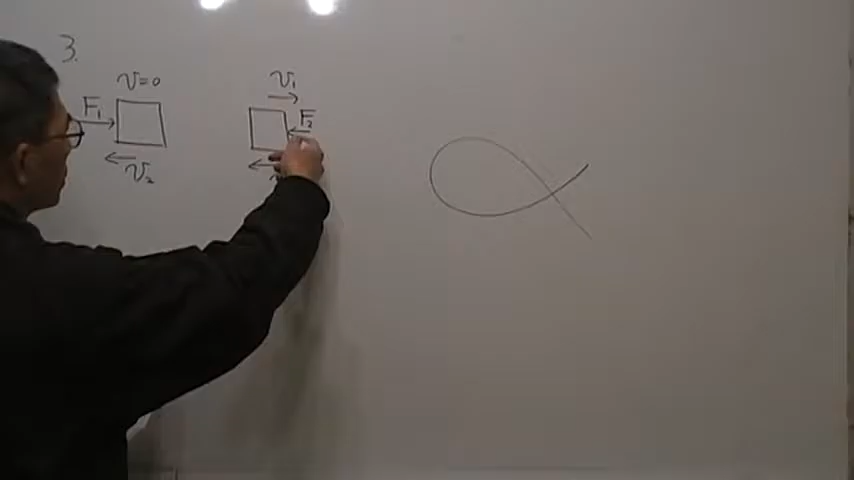 3.
v=0
v₁
F₁
F₂
v₂